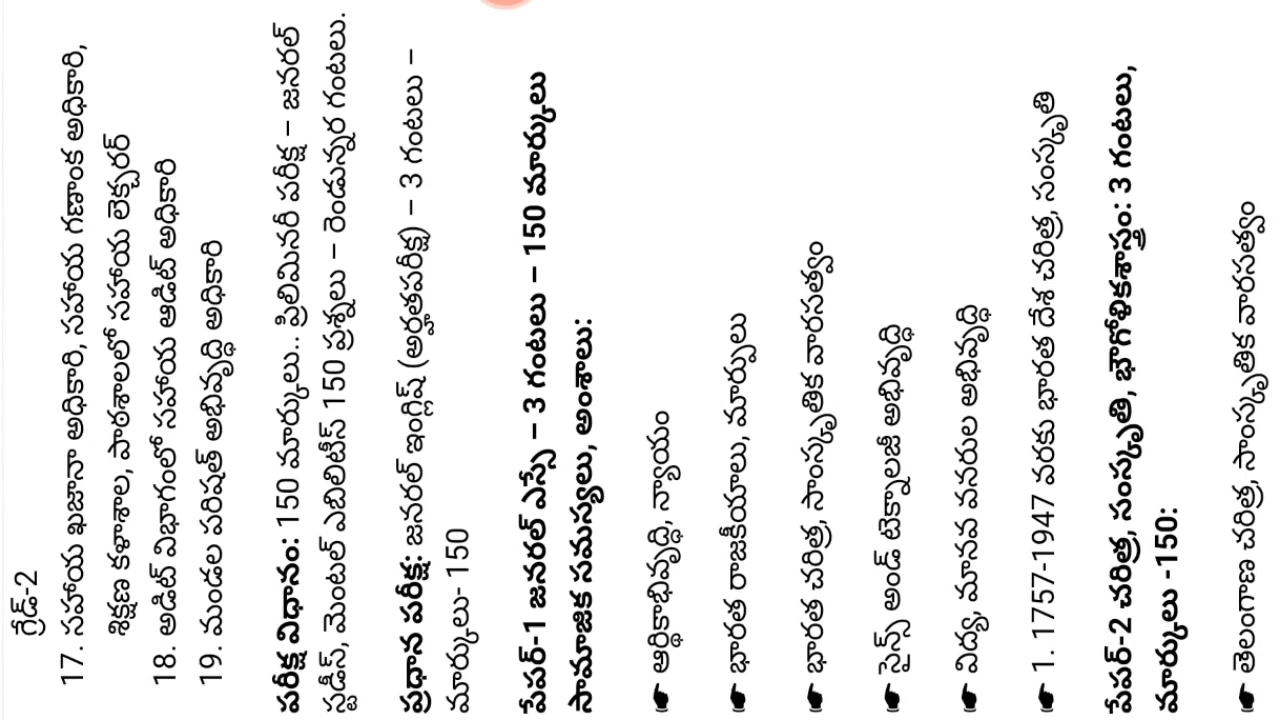 గ్రేడ్-2
17. సహాయ ఖజానా అధికారి, సహాయ గణాంక అధికారి,
శిక్షణ కళాశాల, పాఠశాలలో సహాయ లెక్చరర్
18. ఆడిట్ విభాగంలో సహాయ ఆడిట్ అధికారి
19. మండల పరిషత్ అభివృద్ధి అధికారి
పరీక్ష విధానం: 150 మార్కులు.. ప్రిలిమినరీ పరీక్ష – జనరల్
స్టడీస్, మెంటల్ ఎబిలిటీస్ 150 ప్రశ్నలు – రెండున్నర గంటలు.
ప్రధాన పరీక్ష: జనరల్ ఇంగ్లిష్ (అర్హతపరీక్ష) – 3 గంటలు –
మార్కులు- 150
పేపర్-1 జనరల్ ఎస్సే – 3 గంటలు – 150 మార్కులు
సామాజిక సమస్యలు, అంశాలు:
☛ ఆర్థికాభివృద్ధి, న్యాయం
☛ భారత రాజకీయాలు, మార్పులు
☛ భారత చరిత్ర, సాంస్కృతిక వారసత్వం
☛ సైన్స్ అండ్ టెక్నాలజీ అభివృద్ధి
☛ విద్య, మానవ వనరుల అభివృద్ధి
☛ 1. 1757-1947 వరకు భారత దేశ చరిత్ర, సంస్కృతి
పేపర్-2 చరిత్ర, సంస్కృతి, భౌగోళికశాస్త్రం: 3 గంటలు,
మార్కులు -150:
☛ తెలంగాణ చరిత్ర, సాంస్కృతిక వారసత్వం